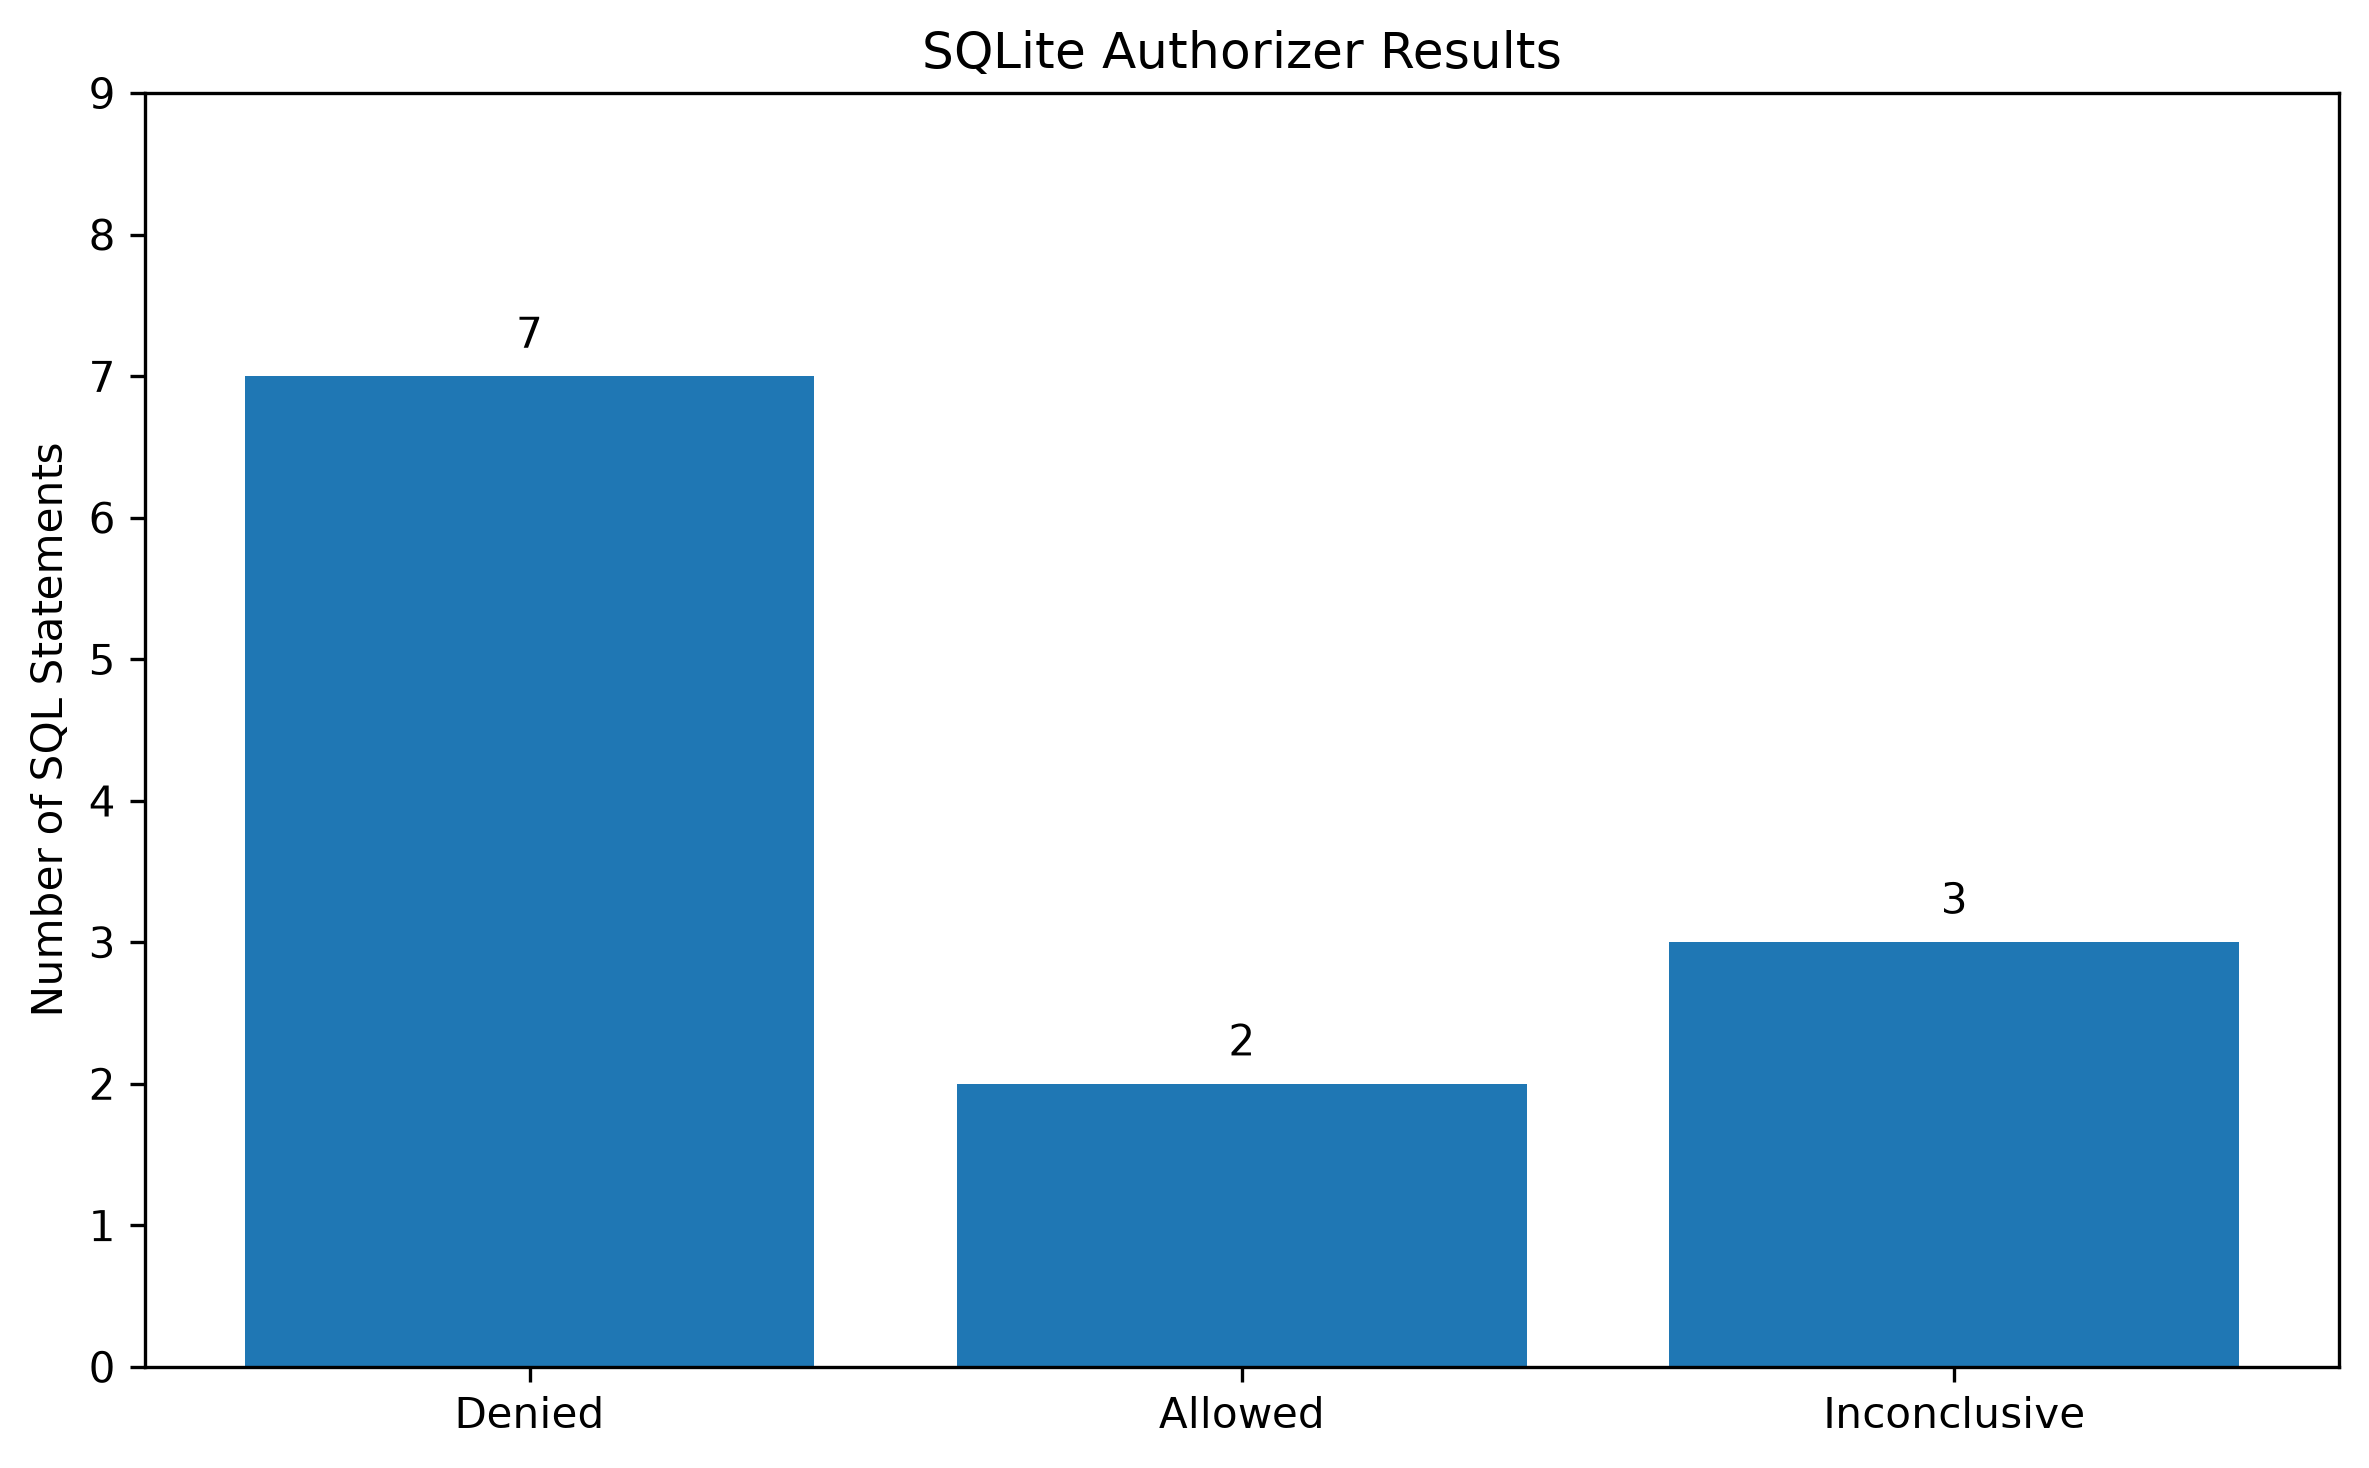 SQLite Authorizer Results
Number of SQL Statements
9
8
7
6
5
4
3
2
1
0
7
2
3
Denied
Allowed
Inconclusive